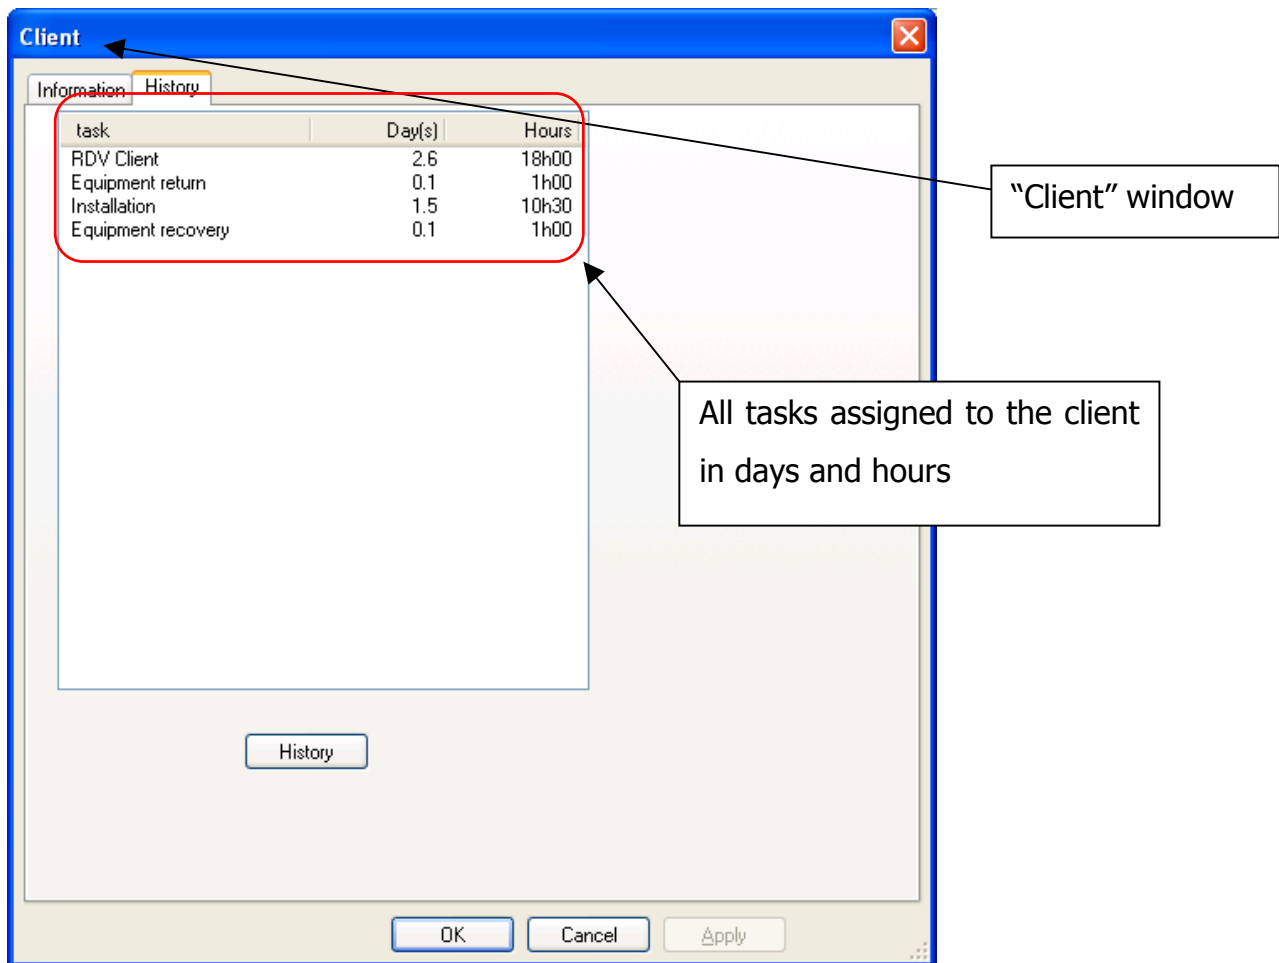 Client
Information History
task Day(s) Hours
RDV Client 2.6 18h00
Equipment return 0.1 1h00
Installation 1.5 10h30
Equipment recovery 0.1 1h00
“Client” window
All tasks assigned to the client
in days and hours
History
OK Cancel Apply